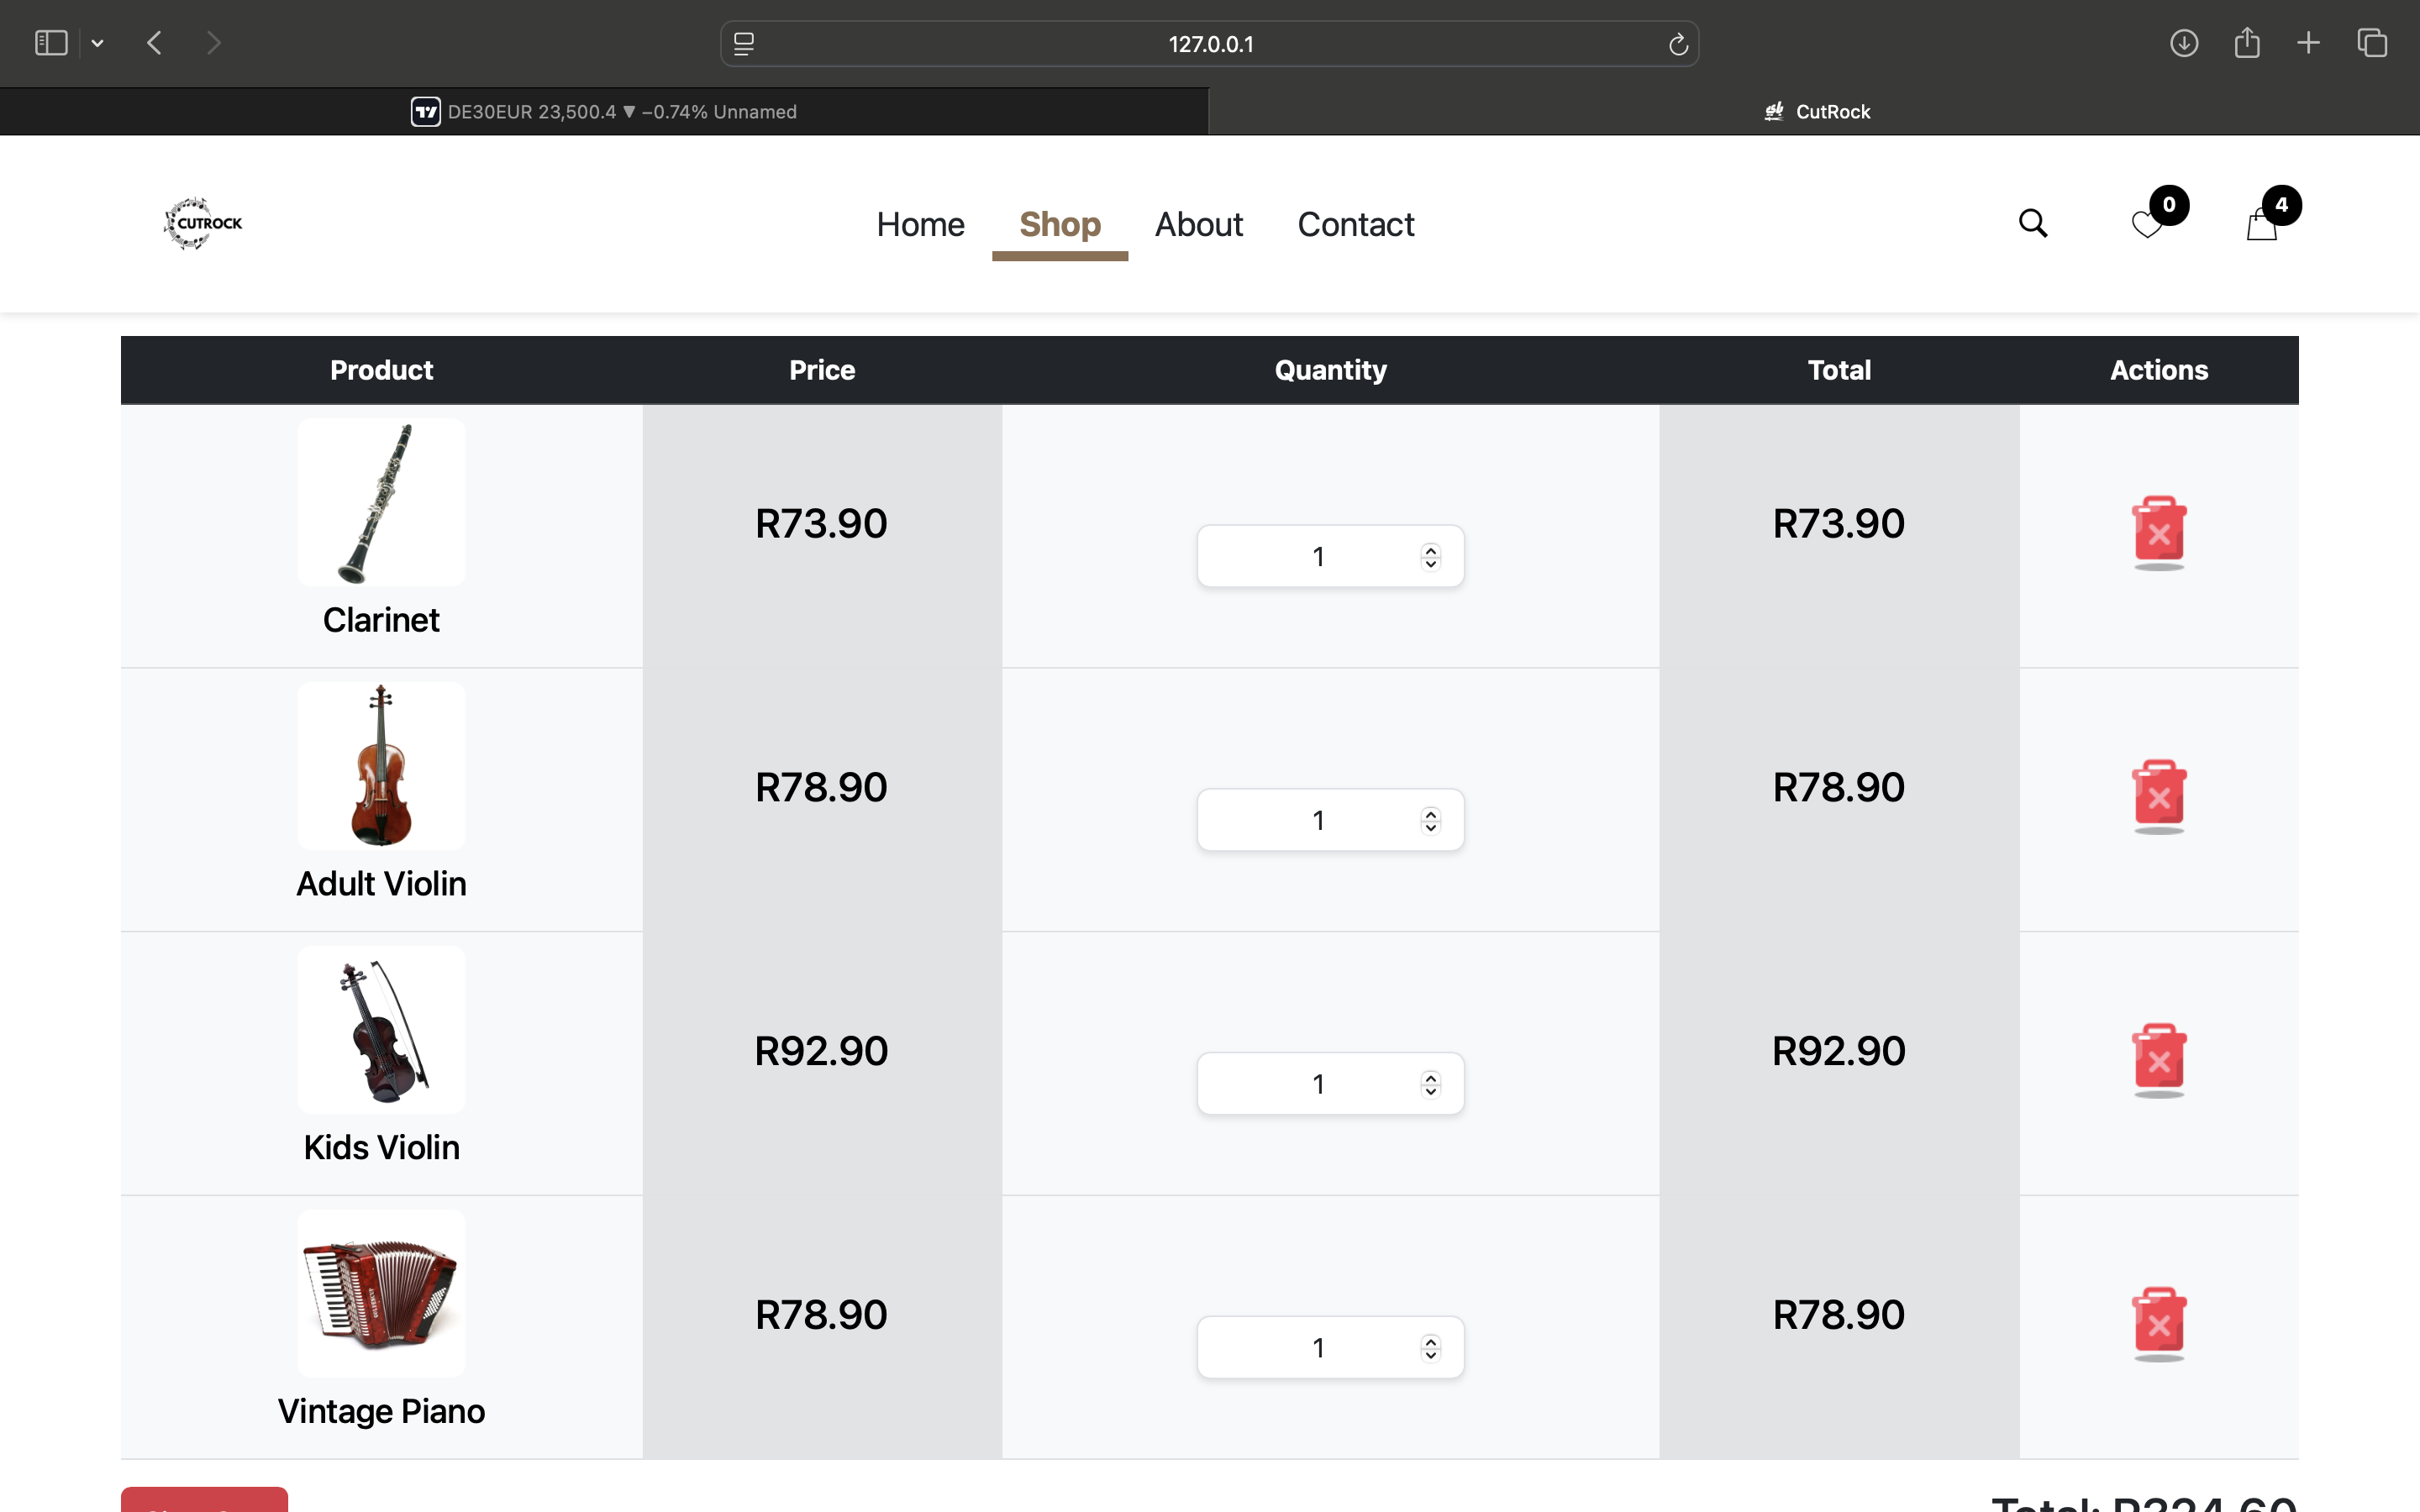 127.0.0.1
DE30EUR 23,500.4 ▼ −0.74% Unnamed
CutRock
CUTROCK
Home Shop About Contact
0
4
Product Price Quantity Total Actions
R73.90 1 R73.90
Clarinet
R78.90 1 R78.90
Adult Violin
R92.90 1 R92.90
Kids Violin
R78.90 1 R78.90
Vintage Piano
Total: R324.60